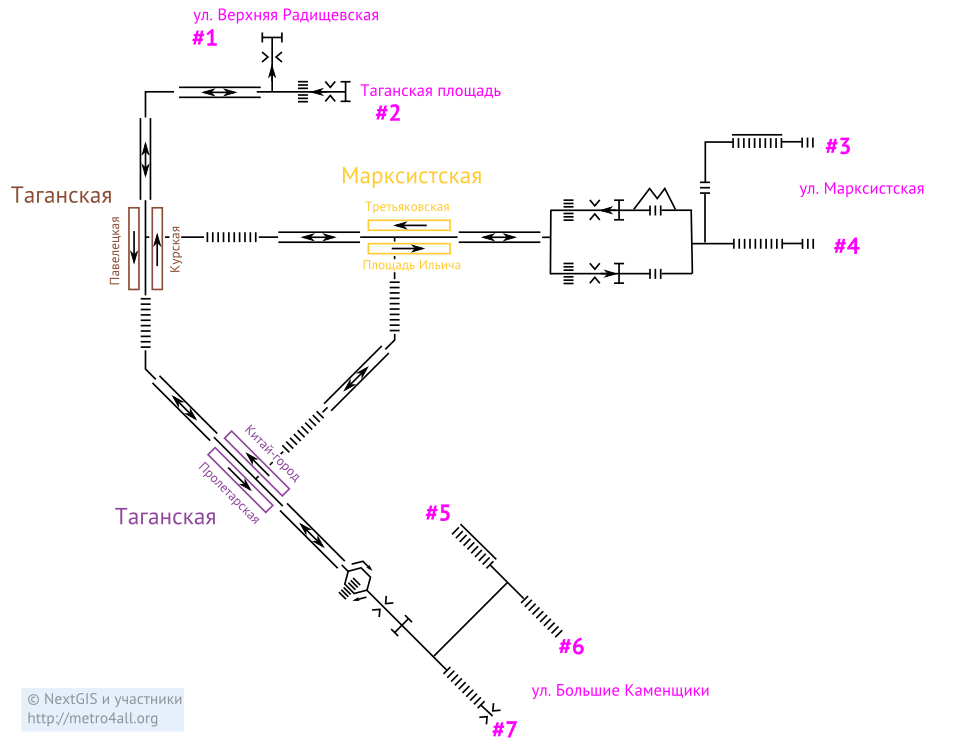 ул. Верхняя Радищевская
#1
Таганская площадь
#2
#3
Марксистская
ул. Марксистская
Таганская
Третьяковская
Павелецкая
Курская
#4
Площадь Ильича
Китай-город
Пролетарская
Таганская
#5
#6
ул. Большие Каменщики
#7
© NextGIS и участники
http://metro4all.org